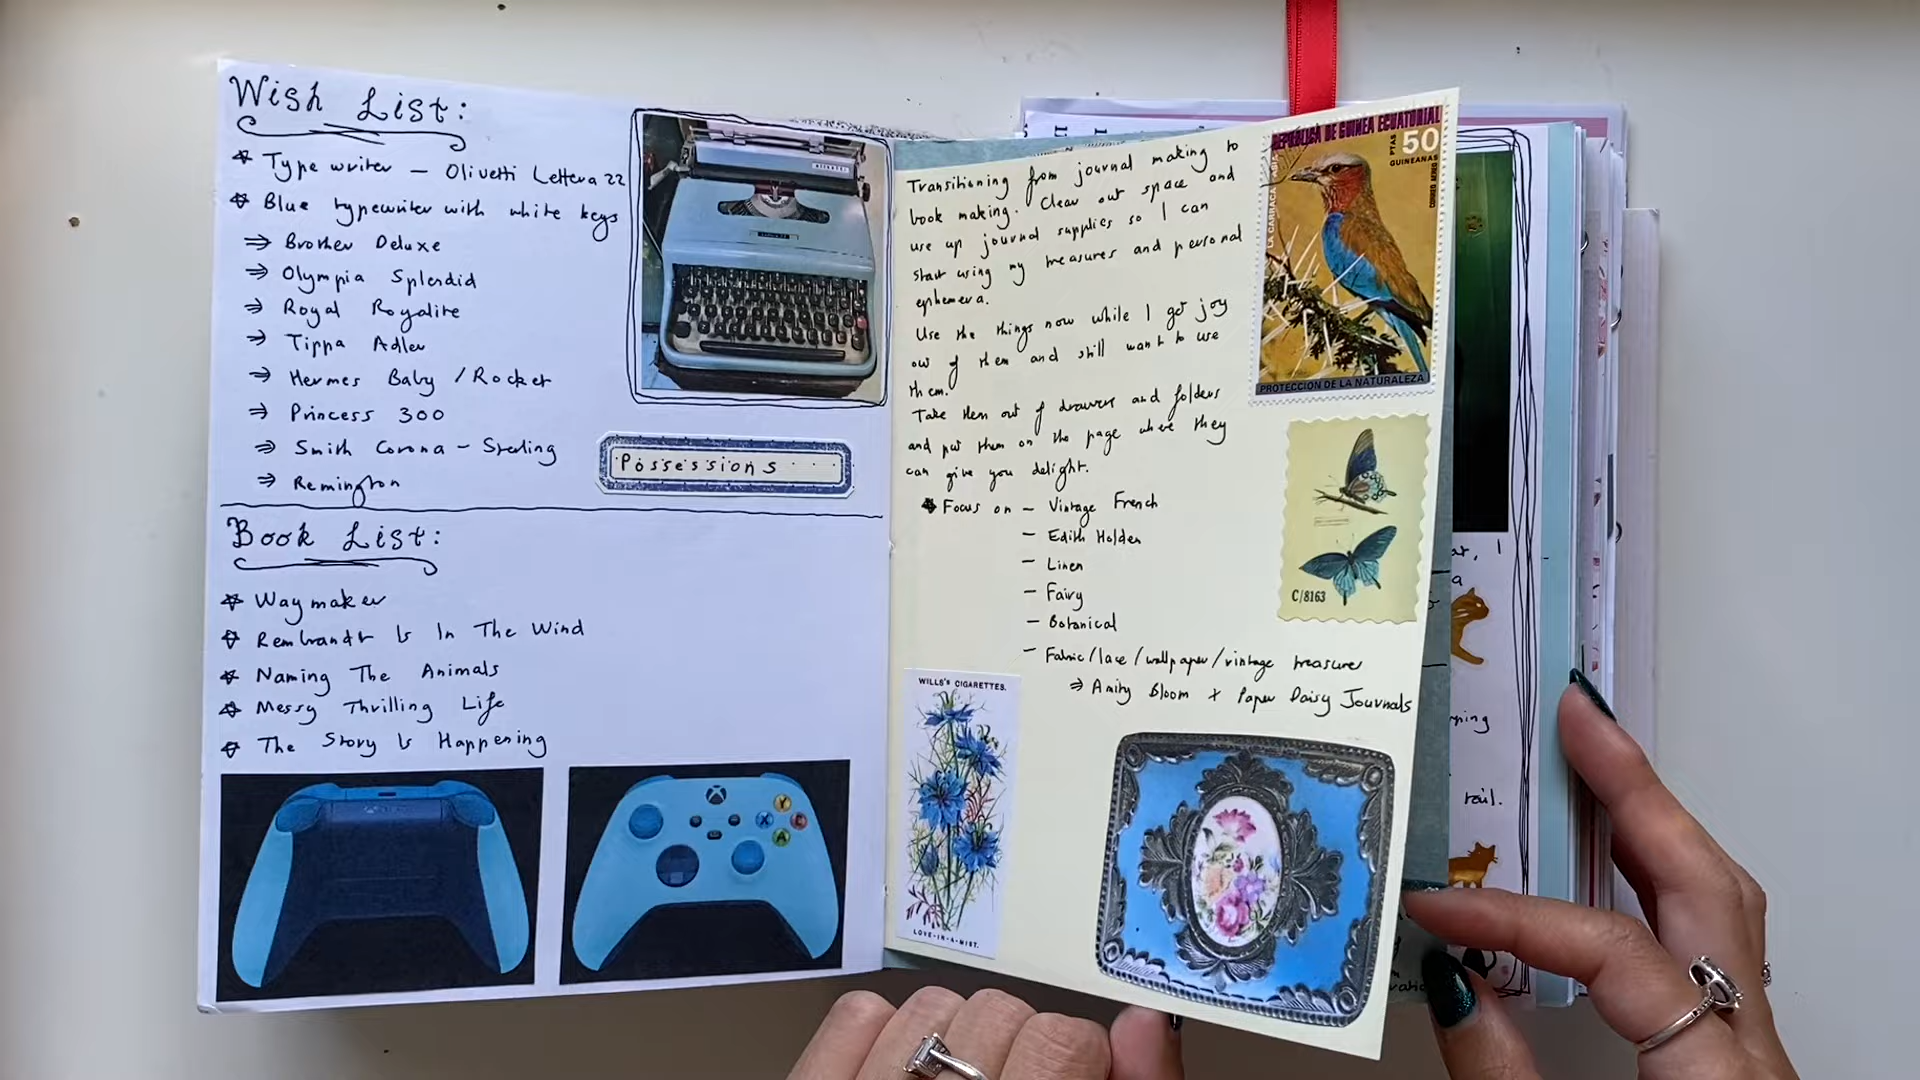 Wish List:
Type writer – Olivetti Lettera 22
Blue typewriter with white keys
⇒ Brother Deluxe
⇒ Olympia Splendid
⇒ Royal Royalite
⇒ Tippa Adler
⇒ Hermes Baby / Rocket
⇒ Princess 300
⇒ Smith Corona – Sterling
⇒ Remington
Possessions
Book List:
Waymaker
Rembrandt Is In The Wind
Naming The Animals
Messy Thrilling Life
The Story Is Happening
Y
X B
A
Transitioning from journal making to
book making. Clear out space and
use up journal supplies so I can
start using my treasures and personal
ephemera.
Use the things now while I get joy
out of them and still want to use
them.
Take them out of drawers and folders
and put them on the page where they
can give you delight.
Focus on – Vintage French
– Edith Holden
– Linen
– Fairy
– Botanical
– Fabric/lace/wallpaper/vintage treasures
⇒ Amity Bloom + Paper Daisy Journals
REPÚBLICA DE GUINEA ECUATORIAL
50
PTAS
GUINEANAS
CORREO AEREO
PROTECCION DE LA NATURALEZA
C/8163
WILLS'S CIGARETTES.
LOVE-IN-A-MIST.
rail.